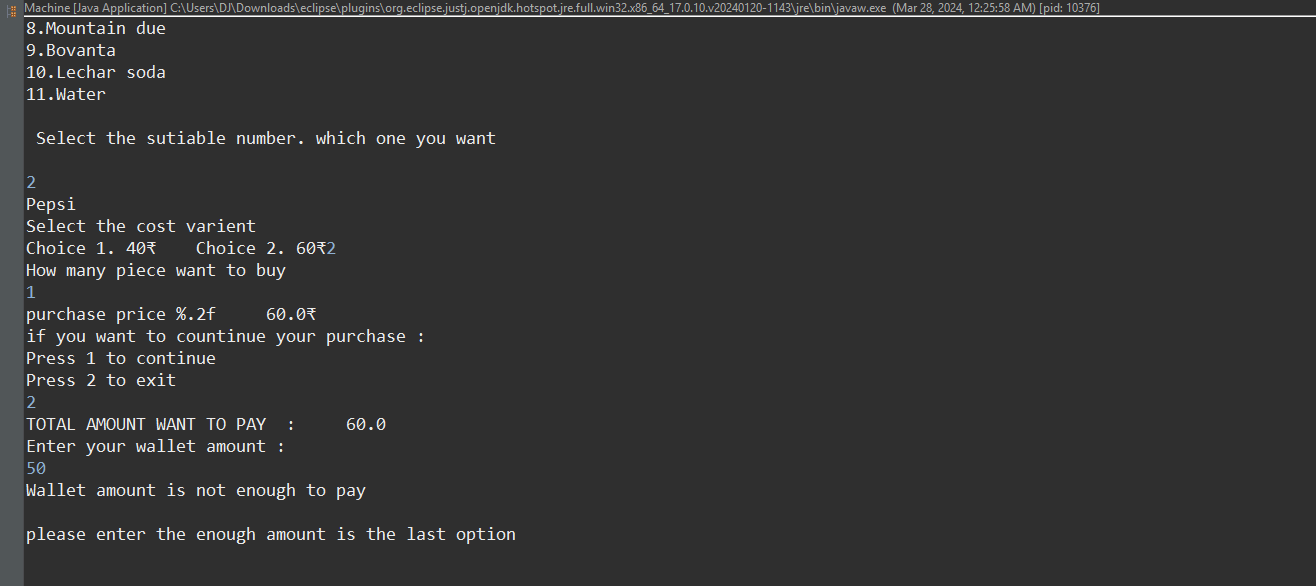 Machine [Java Application] C:\Users\DJ\Downloads\eclipse\plugins\org.eclipse.justj.openjdk.hotspot.jre.full.win32.x86_64_17.0.10.v20240120-1143\jre\bin\javaw.exe (Mar 28, 2024, 12:25:58 AM) [pid: 10376]
8.Mountain due
9.Bovanta
10.Lechar soda
11.Water
Select the sutiable number. which one you want
2
Pepsi
Select the cost varient
Choice 1. 40₹    Choice 2. 60₹2
How many piece want to buy
1
purchase price %.2f     60.0₹
if you want to countinue your purchase :
Press 1 to continue
Press 2 to exit
2
TOTAL AMOUNT WANT TO PAY  :     60.0
Enter your wallet amount :
50
Wallet amount is not enough to pay
please enter the enough amount is the last option